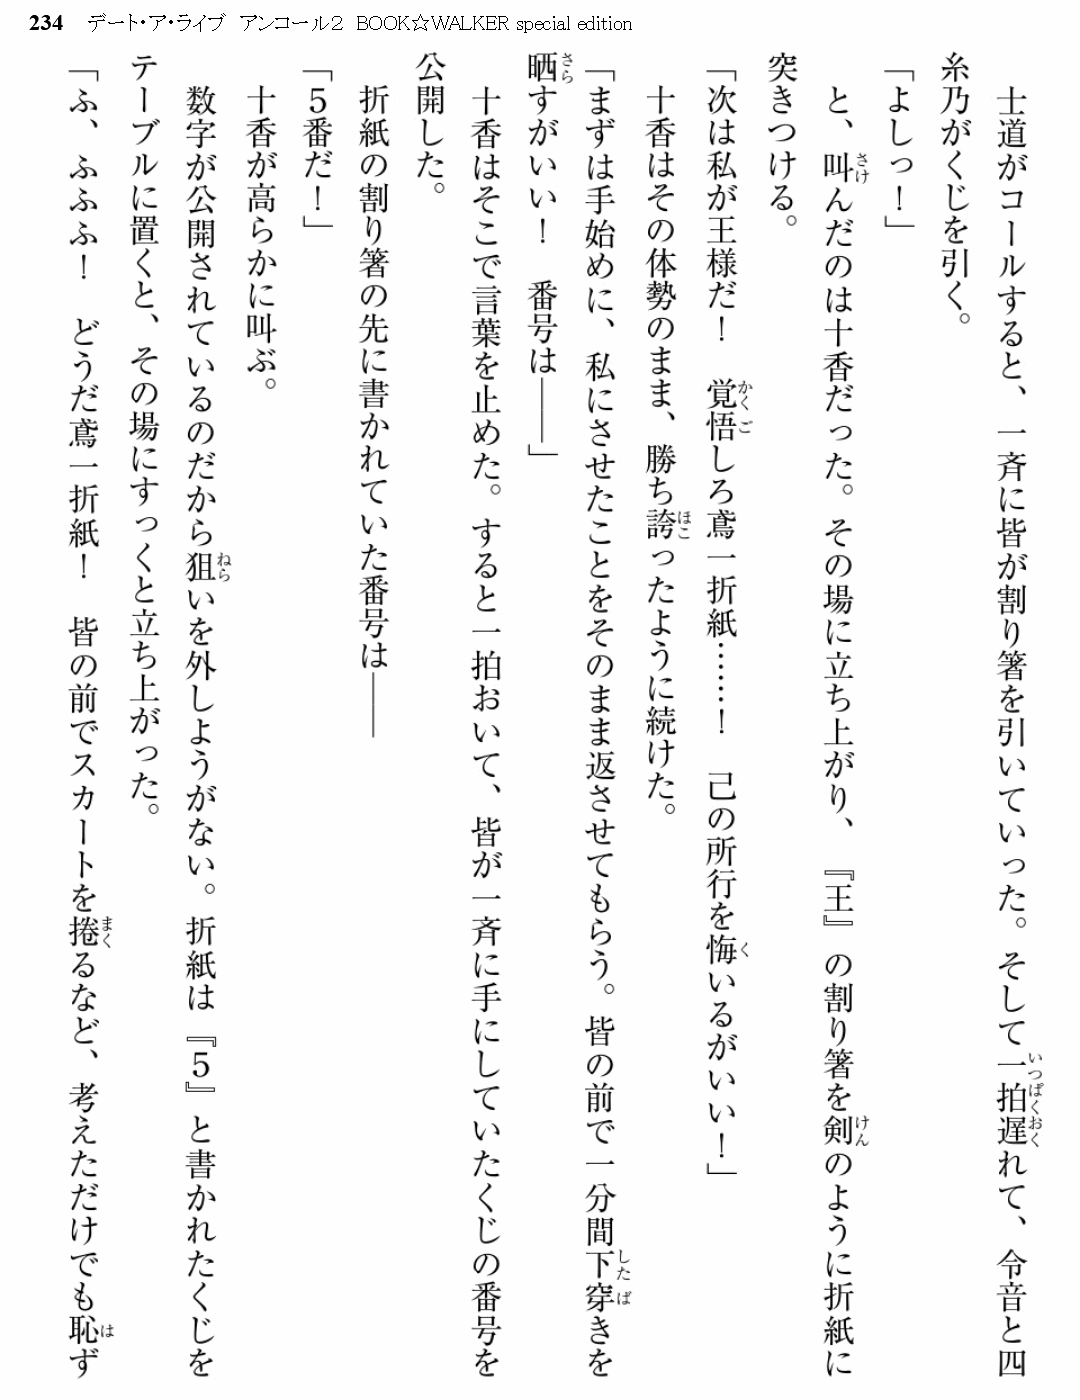 234 デート・ア・ライブ アンコール２ BOOK☆WALKER special edition
　士道がコールすると、一斉に皆が割り箸を引いていった。そして一拍遅れて、令音と四
糸乃がくじを引く。
「よしっ！」
　と、叫んだのは十香だった。その場に立ち上がり、『王』の割り箸を剣のように折紙に
突きつける。
「次は私が王様だ！　覚悟しろ鳶一折紙……！　己の所行を悔いるがいい！」
　十香はその体勢のまま、勝ち誇ったように続けた。
「まずは手始めに、私にさせたことをそのまま返させてもらう。皆の前で一分間下穿きを
晒すがいい！　番号は――」
　十香はそこで言葉を止めた。すると一拍おいて、皆が一斉に手にしていたくじの番号を
公開した。
　折紙の割り箸の先に書かれていた番号は――
「５番だ！」
　十香が高らかに叫ぶ。
　数字が公開されているのだから狙いを外しようがない。折紙は『５』と書かれたくじを
テーブルに置くと、その場にすっくと立ち上がった。
「ふ、ふふふ！　どうだ鳶一折紙！　皆の前でスカートを捲るなど、考えただけでも恥ず